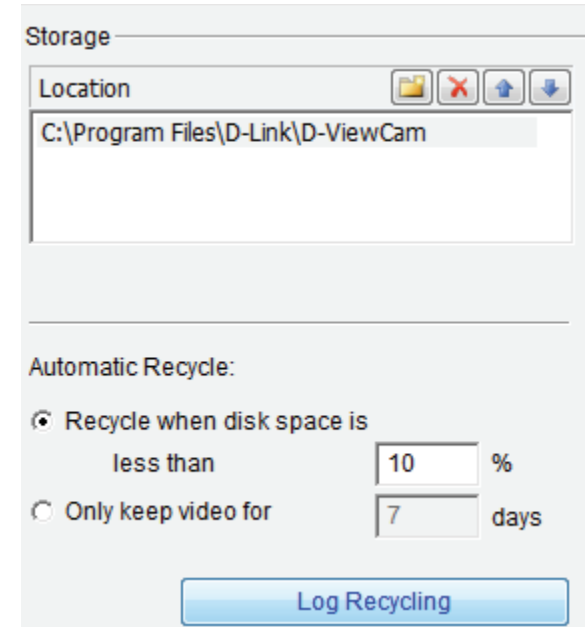 Storage
Location
C:\Program Files\D-Link\D-ViewCam
Automatic Recycle:
Recycle when disk space is
less than 10 %
Only keep video for 7 days
Log Recycling